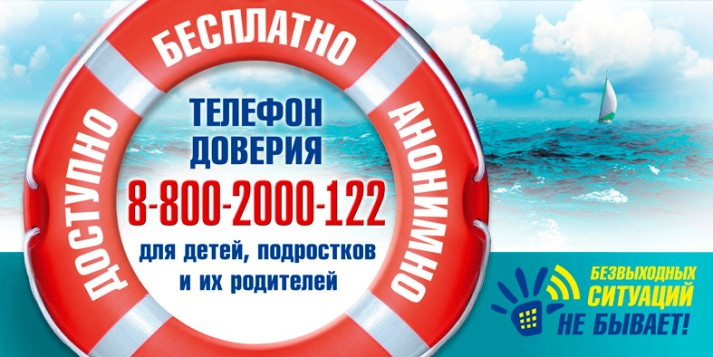 ДОСТУПНО
БЕСПЛАТНО
АНОНИМНО
ТЕЛЕФОН
ДОВЕРИЯ
8-800-2000-122
для детей, подростков
и их родителей
БЕЗВЫХОДНЫХ
СИТУАЦИЙ
НЕ БЫВАЕТ!